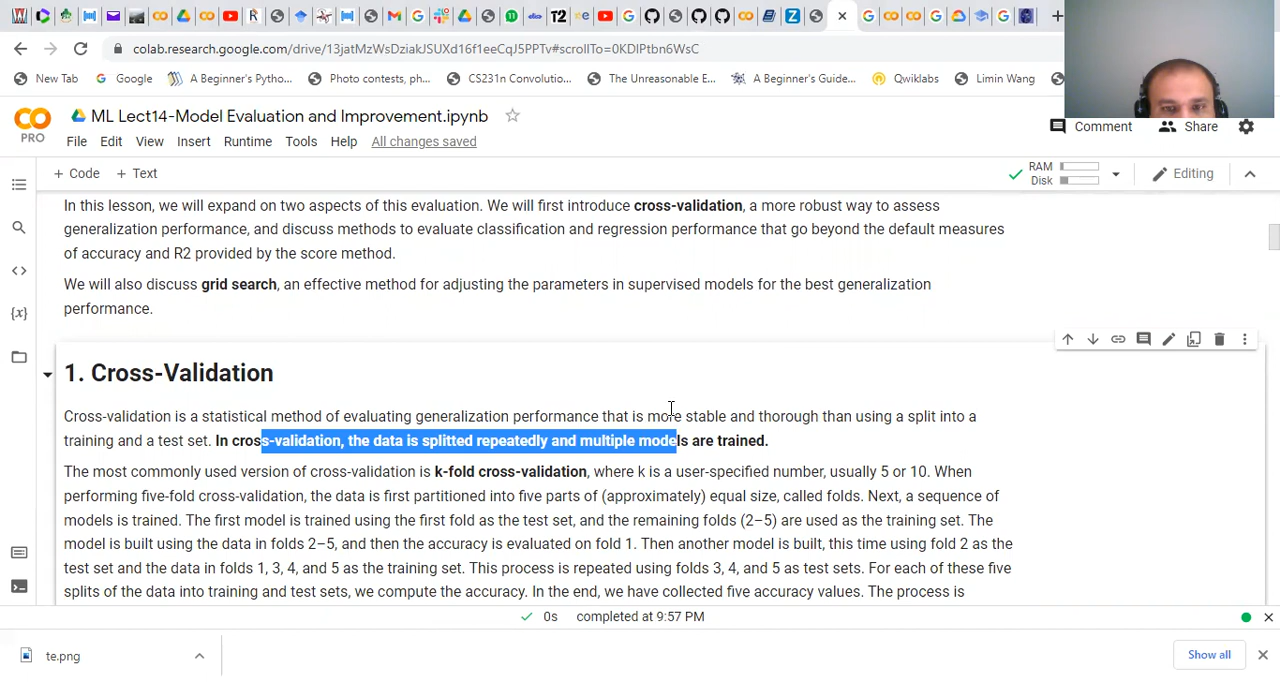 colab.research.google.com/drive/13jatMzWsDziakJSUXd16f1eeCqJ5PPTv#scrollTo=0KDlPtbn6WsC
New Tab Google A Beginner's Pytho... Photo contests, ph... CS231n Convolutio... The Unreasonable E... A Beginner's Guide... Qwiklabs Limin Wang
ML Lect14-Model Evaluation and Improvement.ipynb
PRO
File Edit View Insert Runtime Tools Help All changes saved
Comment Share
+ Code + Text
RAM
Disk
Editing
In this lesson, we will expand on two aspects of this evaluation. We will first introduce cross-validation, a more robust way to assess
generalization performance, and discuss methods to evaluate classification and regression performance that go beyond the default measures
of accuracy and R2 provided by the score method.
We will also discuss grid search, an effective method for adjusting the parameters in supervised models for the best generalization
performance.
1. Cross-Validation
Cross-validation is a statistical method of evaluating generalization performance that is more stable and thorough than using a split into a
training and a test set. In cross-validation, the data is splitted repeatedly and multiple models are trained.
The most commonly used version of cross-validation is k-fold cross-validation, where k is a user-specified number, usually 5 or 10. When
performing five-fold cross-validation, the data is first partitioned into five parts of (approximately) equal size, called folds. Next, a sequence of
models is trained. The first model is trained using the first fold as the test set, and the remaining folds (2–5) are used as the training set. The
model is built using the data in folds 2–5, and then the accuracy is evaluated on fold 1. Then another model is built, this time using fold 2 as the
test set and the data in folds 1, 3, 4, and 5 as the training set. This process is repeated using folds 3, 4, and 5 as test sets. For each of these five
splits of the data into training and test sets, we compute the accuracy. In the end, we have collected five accuracy values. The process is
0s completed at 9:57 PM
te.png
Show all